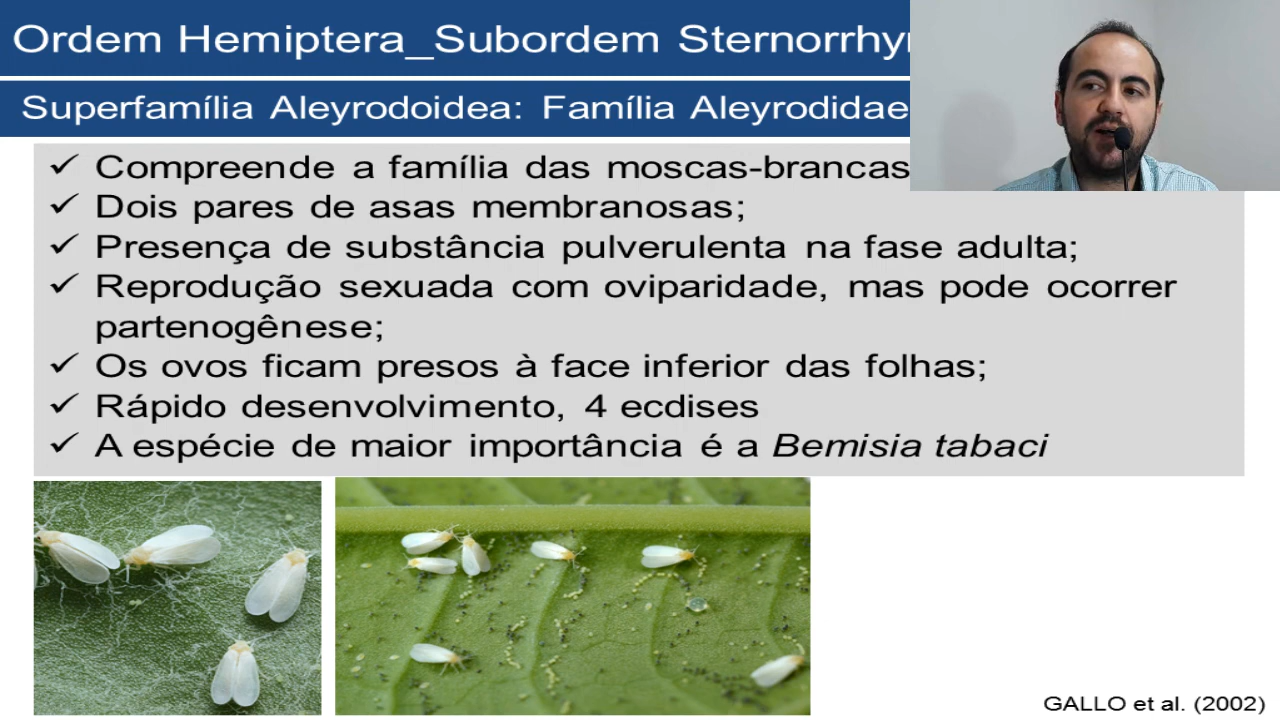 Ordem Hemiptera_Subordem
Superfamília Aleyrodoidea: Família Aleyrodidae
✓ Compreende a família das moscas-brancas
✓ Dois pares de asas membranosas;
✓ Presença de substância pulverulenta na fase adulta;
✓ Reprodução sexuada com oviparidade, mas pode ocorrer
partenogênese;
✓ Os ovos ficam presos à face inferior das folhas;
✓ Rápido desenvolvimento, 4 ecdises
✓ A espécie de maior importância é a Bemisia tabaci
GALLO et al. (2002)